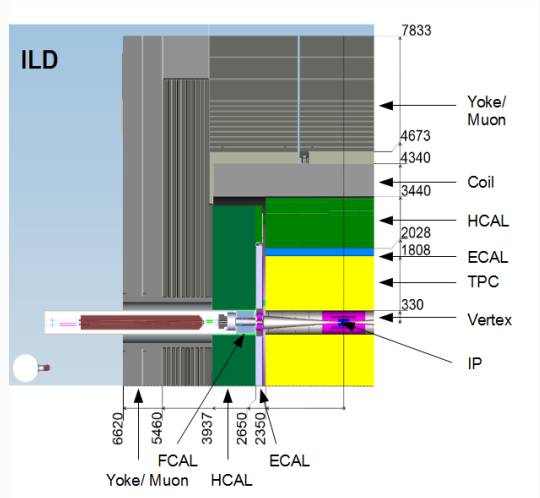 ILD
7833
Yoke/
Muon
4673
4340
Coil
3440
HCAL
2028
ECAL
1808
TPC
330
Vertex
IP
6620
5460
3937
2650
2350
FCAL
ECAL
Yoke/ Muon
HCAL